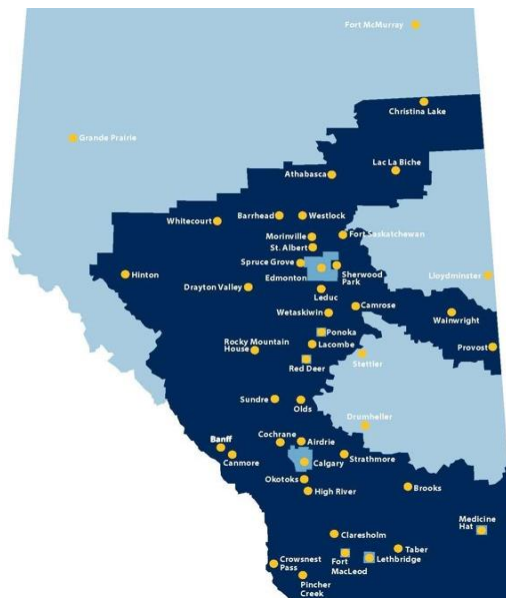 Fort McMurray
Christina Lake
Grande Prairie
Lac La Biche
Athabasca
Barrhead
Westlock
Whitecourt
Morinville
Fort Saskatchewan
St. Albert
Spruce Grove
Edmonton
Sherwood
Park
Hinton
Lloydminster
Drayton Valley
Leduc
Camrose
Wetaskiwin
Wainwright
Ponoka
Rocky Mountain
House
Lacombe
Provost
Red Deer
Stettler
Sundre
Olds
Drumheller
Cochrane
Airdrie
Banff
Canmore
Calgary
Strathmore
Okotoks
High River
Brooks
Medicine
Hat
Claresholm
Taber
Fort
MacLeod
Lethbridge
Crowsnest
Pass
Pincher
Creek